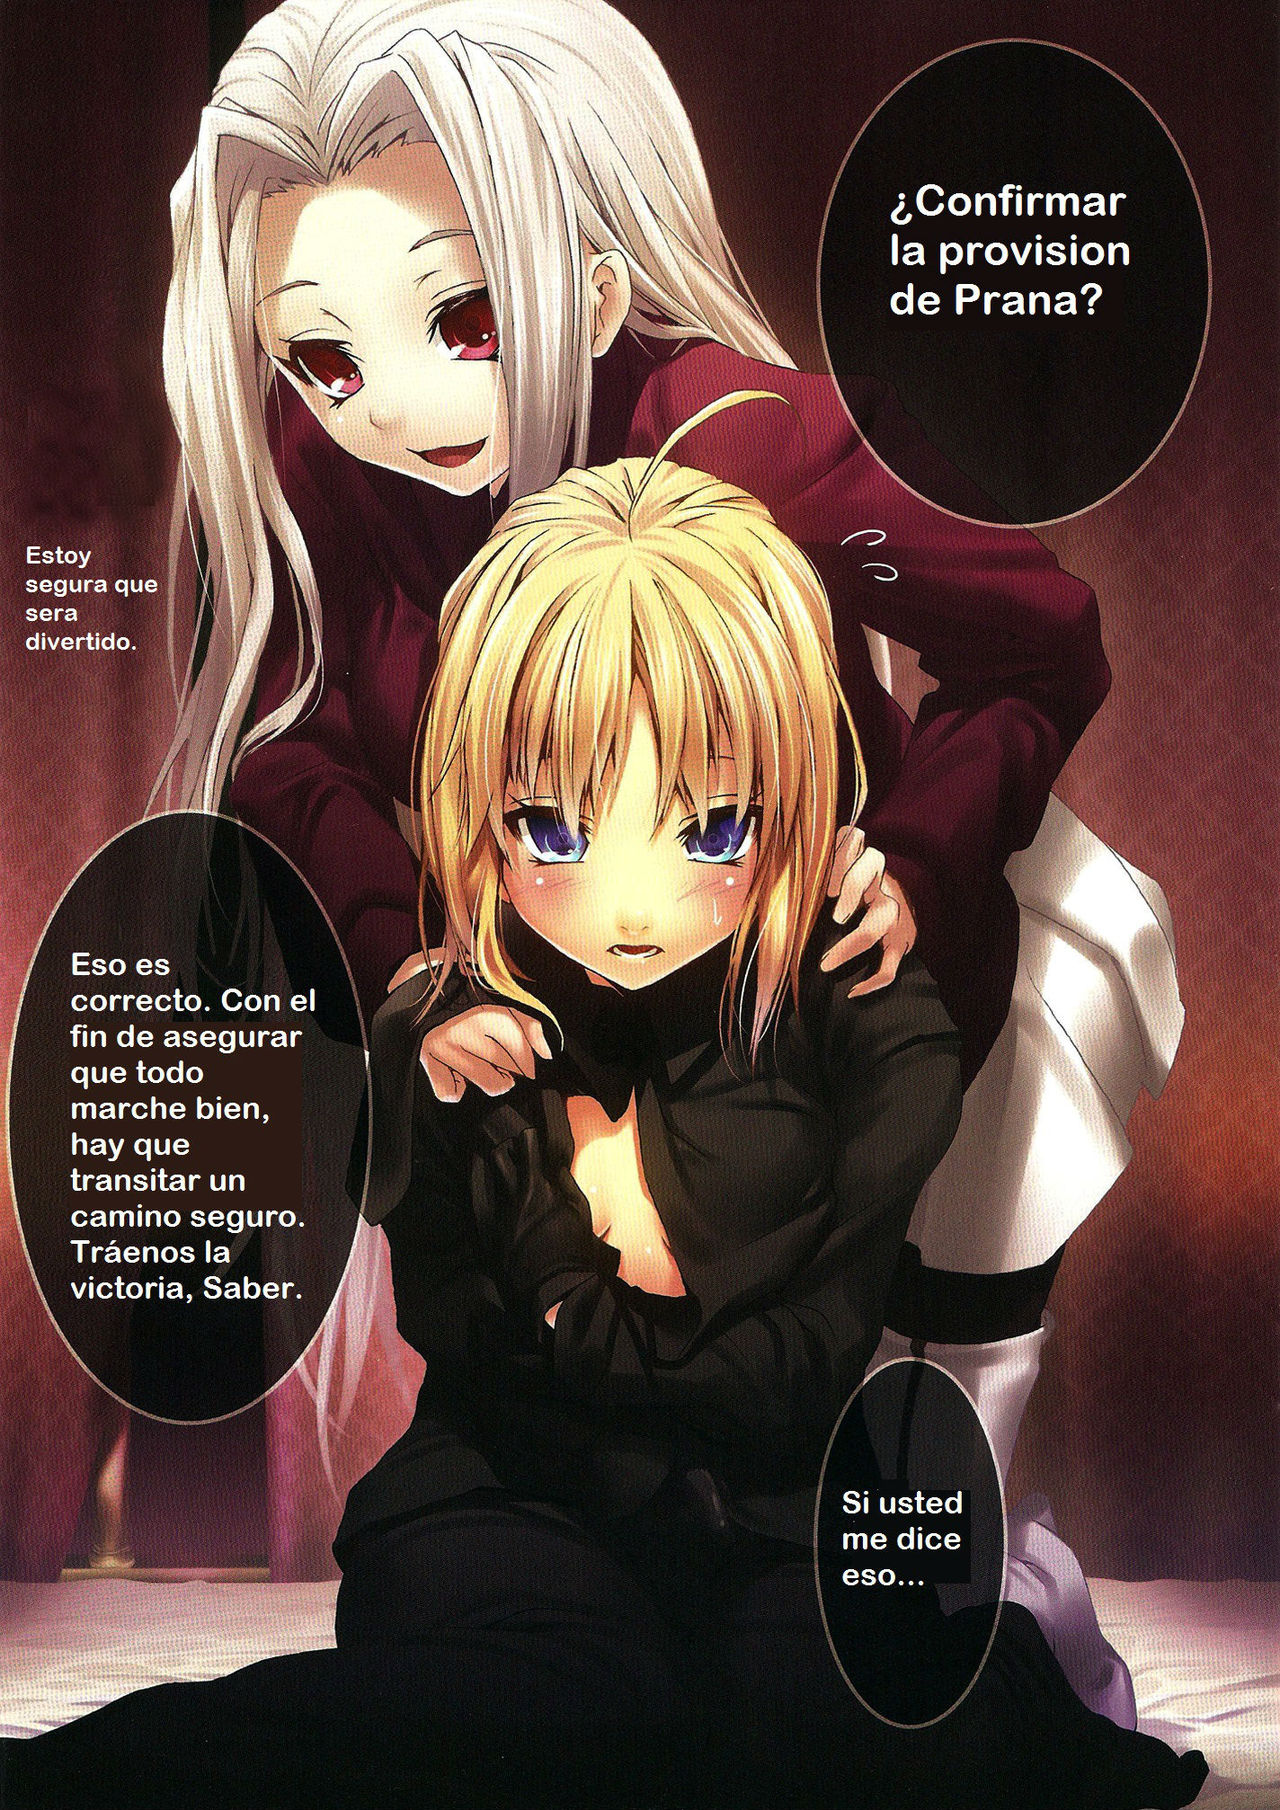 ¿Confirmar
la provision
de Prana?
Estoy
segura que
sera
divertido.
Eso es
correcto. Con el
fin de asegurar
que todo
marche bien,
hay que
transitar un
camino seguro.
Tráenos la
victoria, Saber.
Si usted
me dice
eso...